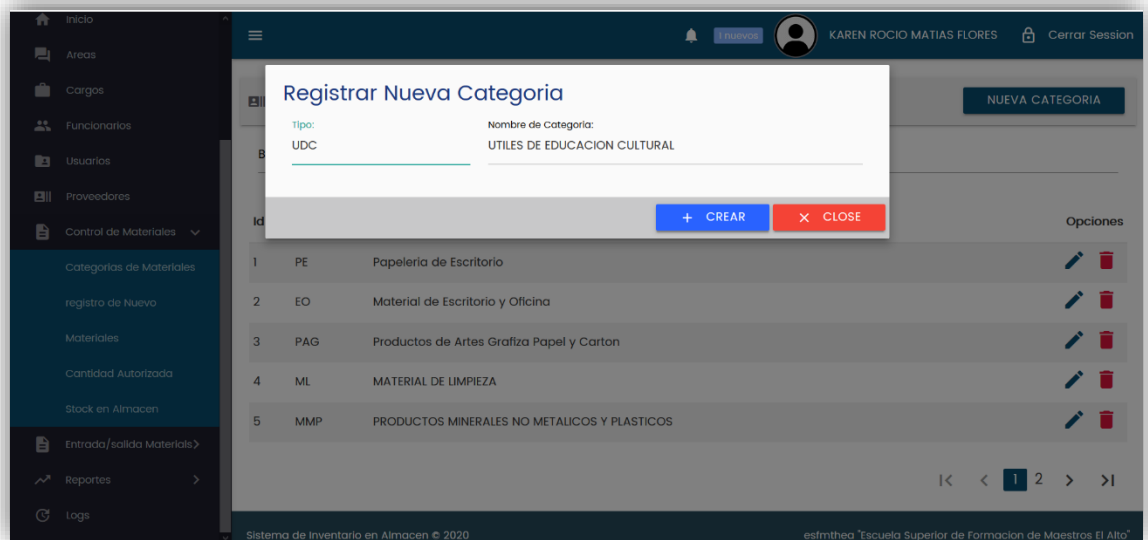 Inicio
Areas
Cargos
Funcionarios
Usuarios
Proveedores
Control de Materiales
Categorias de Materiales
registro de Nuevo
Materiales
Cantidad Autorizada
Stock en Almacen
Entrada/salida Materials
Reportes
Logs
1 nuevos
KAREN ROCIO MATIAS FLORES
Cerrar Session
NUEVA CATEGORIA
Registrar Nueva Categoria
Tipo:
Nombre de Categoria:
UDC
UTILES DE EDUCACION CULTURAL
+ CREAR
CLOSE
B
Id
Opciones
1 PE Papeleria de Escritorio
2 EO Material de Escritorio y Oficina
3 PAG Productos de Artes Grafiza Papel y Carton
4 ML MATERIAL DE LIMPIEZA
5 MMP PRODUCTOS MINERALES NO METALICOS Y PLASTICOS
1 2
Sistema de Inventario en Almacen © 2020
esfmthea "Escuela Superior de Formacion de Maestros El Alto"